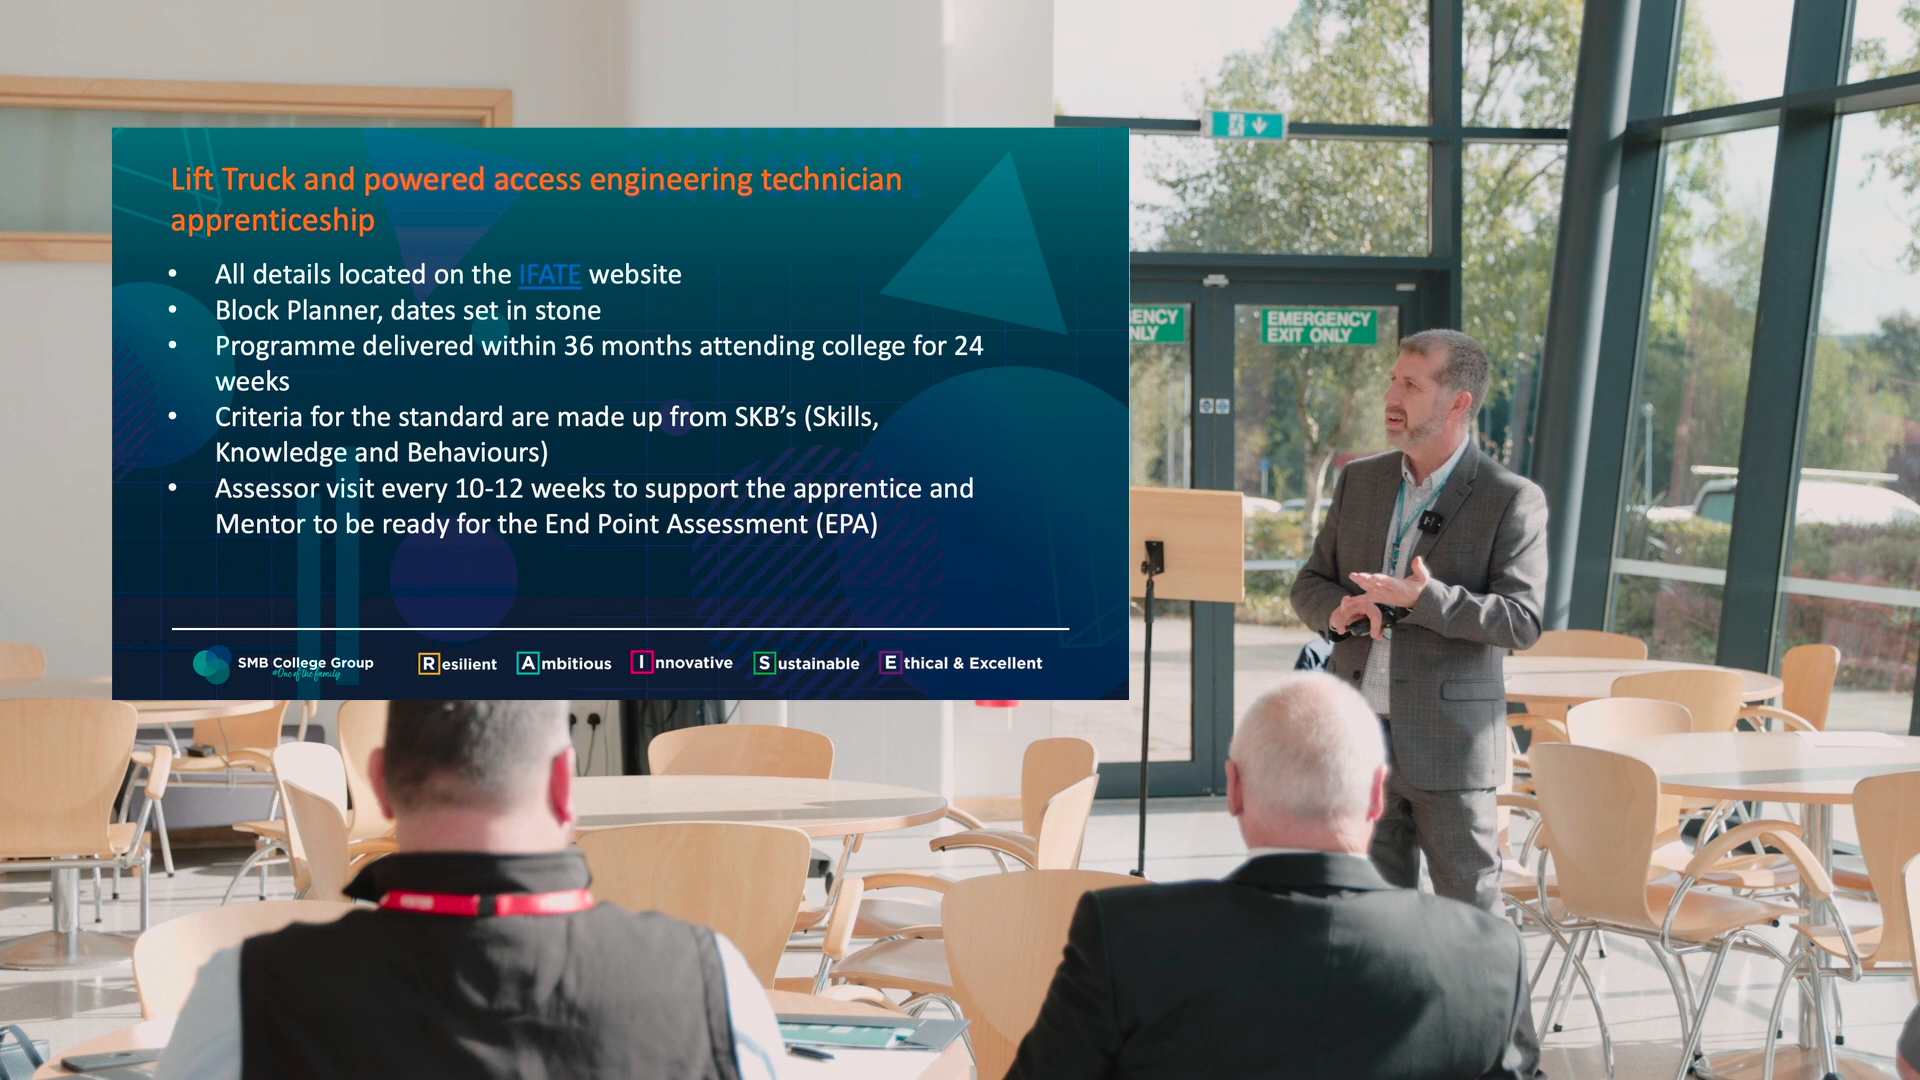 Lift Truck and powered access engineering technician
apprenticeship
• All details located on the IFATE website
• Block Planner, dates set in stone
• Programme delivered within 36 months attending college for 24
weeks
• Criteria for the standard are made up from SKB’s (Skills,
Knowledge and Behaviours)
• Assessor visit every 10-12 weeks to support the apprentice and
Mentor to be ready for the End Point Assessment (EPA)
SMB College Group
#One of the family
Resilient Ambitious Innovative Sustainable Ethical & Excellent
ENCY
NLY
EMERGENCY
EXIT ONLY